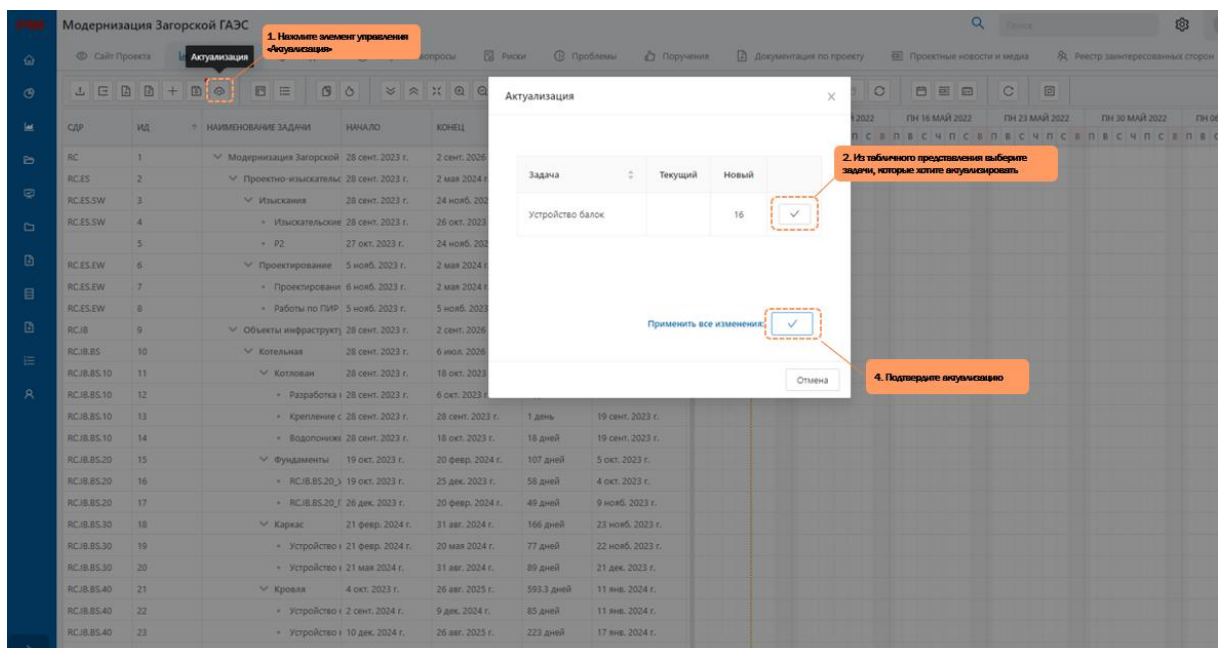 Модернизация Загорской ГАЭС
Поиск
1. Нажмите элемент управления
«Актуализация»
Сайт Проекта
Актуализация
Риски
Проблемы
Поручения
Документация по проекту
Проектные новости и медиа
Реестр заинтересованных сторон
СДР ИД НАИМЕНОВАНИЕ ЗАДАЧИ НАЧАЛО КОНЕЦ
2022 ПН 16 МАЙ 2022 ПН 23 МАЙ 2022 ПН 30 МАЙ 2022
П С В П В С Ч П С В П В С Ч П С В П В С Ч П С В П В С
Актуализация
Задача Текущий Новый
Устройство балок 16
Применить все изменения:
Отмена
2. Из табличного представления выберите
задачи, которые хотите актуализировать
4. Подтвердите актуализацию
RC 1 Модернизация Загорской 28 сент. 2023 г. 2 сент. 2026
RC.ES 2 Проектно-изыскательс 28 сент. 2023 г. 2 мая 2024 г.
RC.ES.SW 3 Изыскания 28 сент. 2023 г. 24 нояб. 202
RC.ES.SW 4 Изыскательские 28 сент. 2023 г. 26 окт. 2023
5 Р2 27 окт. 2023 г. 24 нояб. 202
RC.ES.EW 6 Проектирование 5 нояб. 2023 г. 2 мая 2024 г.
RC.ES.EW 7 Проектировани 6 нояб. 2023 г. 2 мая 2024 г.
RC.ES.EW 8 Работы по ПИР 5 нояб. 2023 г. 5 нояб. 2023
RC.IB 9 Объекты инфраструкт 28 сент. 2023 г. 2 сент. 2026
RC.IB.BS 10 Котельная 28 сент. 2023 г. 6 июл. 2026
RC.IB.BS.10 11 Котлован 28 сент. 2023 г. 18 окт. 2023
RC.IB.BS.10 12 Разработка 28 сент. 2023 г. 6 окт. 2023 г.
RC.IB.BS.10 13 Крепление с 28 сент. 2023 г. 28 сент. 2023 г. 1 день 19 сент. 2023 г.
RC.IB.BS.10 14 Водопониж 28 сент. 2023 г. 18 окт. 2023 г. 18 дней 19 сент. 2023 г.
RC.IB.BS.20 15 Фундаменты 19 окт. 2023 г. 20 февр. 2024 г. 107 дней 5 окт. 2023 г.
RC.IB.BS.20 16 RC.IB.BS.20_ 19 окт. 2023 г. 25 дек. 2023 г. 58 дней 4 окт. 2023 г.
RC.IB.BS.20 17 RC.IB.BS.20_ 26 дек. 2023 г. 20 февр. 2024 г. 49 дней 9 нояб. 2023 г.
RC.IB.BS.30 18 Каркас 21 февр. 2024 г. 31 авг. 2024 г. 166 дней 23 нояб. 2023 г.
RC.IB.BS.30 19 Устройство 21 февр. 2024 г. 20 мая 2024 г. 77 дней 22 нояб. 2023 г.
RC.IB.BS.30 20 Устройство 21 мая 2024 г. 31 авг. 2024 г. 89 дней 21 дек. 2023 г.
RC.IB.BS.40 21 Кровля 4 окт. 2023 г. 26 авг. 2025 г. 593.3 дней 11 янв. 2024 г.
RC.IB.BS.40 22 Устройство 2 сент. 2024 г. 9 дек. 2024 г. 85 дней 11 янв. 2024 г.
RC.IB.BS.40 23 Устройство 10 дек. 2024 г. 26 авг. 2025 г. 223 дней 17 янв. 2024 г.